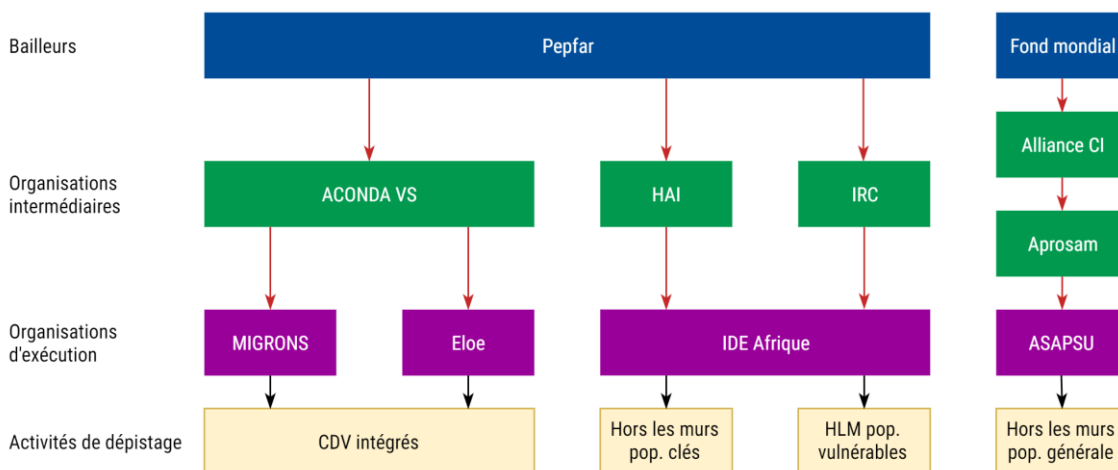 Bailleurs
Pepfar
Fond mondial
Alliance CI
Organisations
intermédiaires
ACONDA VS
HAI
IRC
Aprosam
Organisations
d'exécution
MIGRONS
Eloe
IDE Afrique
ASAPSU
Activités de dépistage
CDV intégrés
Hors les murs
pop. clés
HLM pop.
vulnérables
Hors les murs
pop. générale